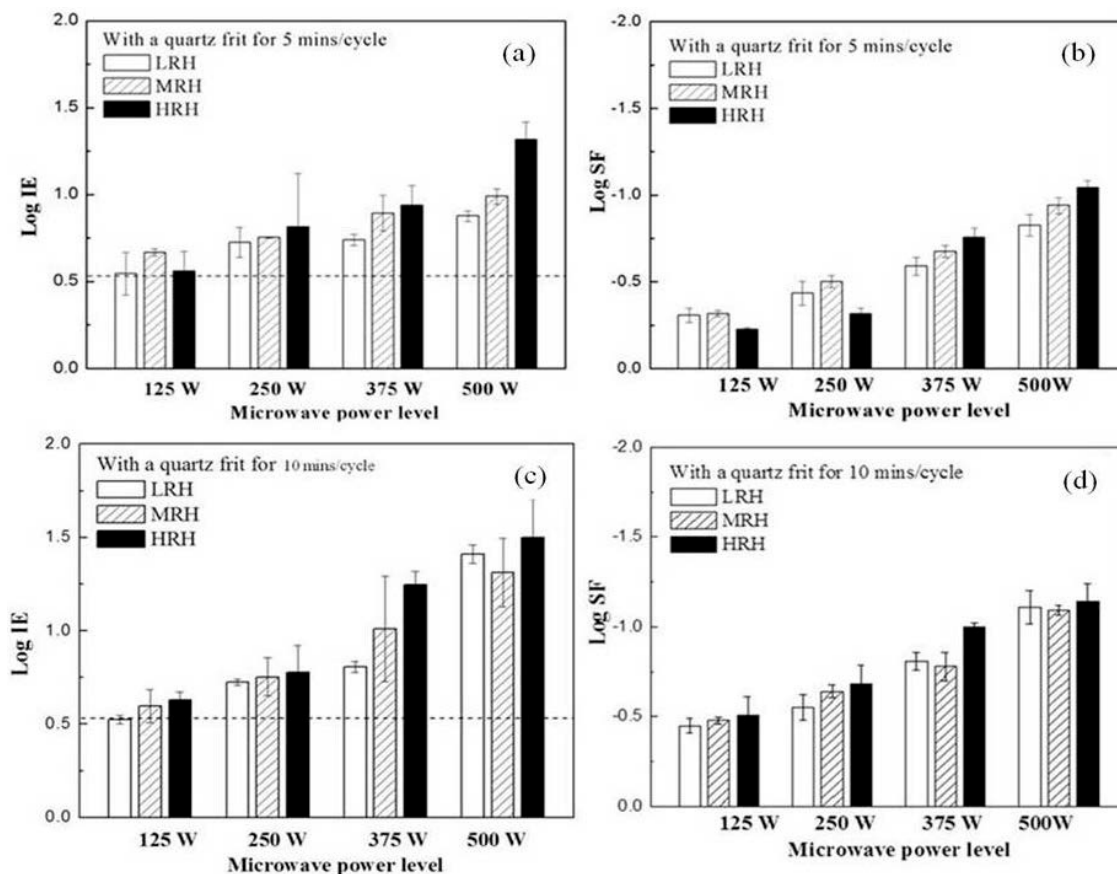 With a quartz frit for 5 mins/cycle
(a)
LRH
MRH
HRH
2.0
1.5
1.0
0.5
0.0
Log IE
125 W
250 W
375 W
500 W
Microwave power level
With a quartz frit for 5 mins/cycle
(b)
LRH
MRH
HRH
-2.0
-1.5
-1.0
-0.5
0.0
Log SF
125 W
250 W
375 W
500W
Microwave power level
With a quartz frit for 10 mins/cycle
(c)
LRH
MRH
HRH
2.0
1.5
1.0
0.5
0.0
Log IE
125 W
250 W
375 W
500 W
Microwave power level
With a quartz frit for 10 mins/cycle
(d)
LRH
MRH
HRH
-2.0
-1.5
-1.0
-0.5
0.0
Log SF
125 W
250 W
375 W
500W
Microwave power level